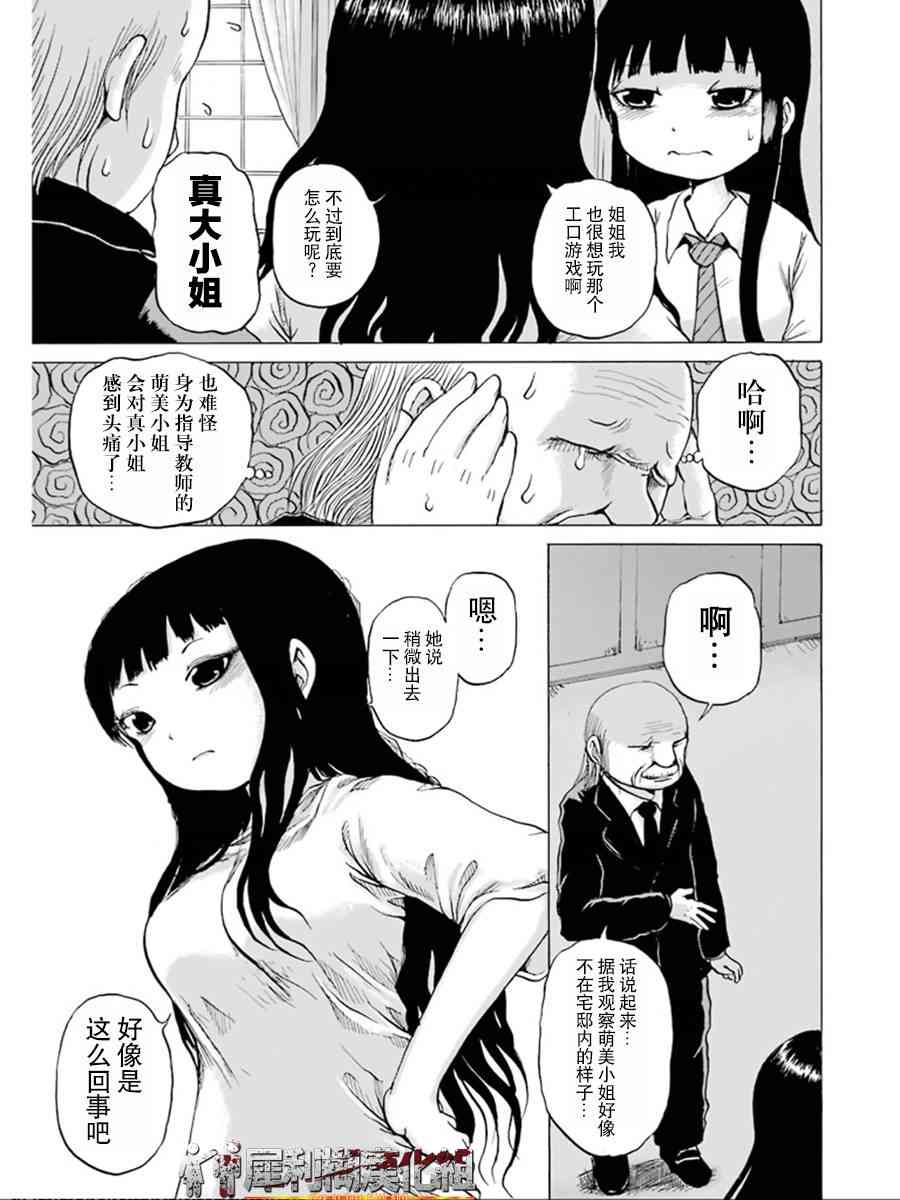 姐姐我
也很想玩那个
工口游戏啊
不过到底要
怎么玩呢？
真大小姐
哈啊…
也难怪
身为指导教师的
萌美小姐
会对真小姐
感到头痛了…
啊…
话说起来…
据我观察萌美小姐好像
不在宅邸内的样子…
嗯…
她说
稍微出去
一下…
好像是
这么回事吧